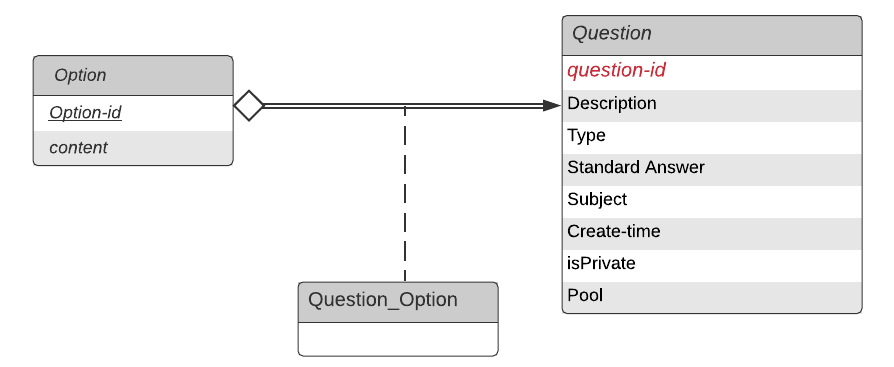 Option
Option-id
content
Question
question-id
Description
Type
Standard Answer
Subject
Create-time
isPrivate
Pool
Question_Option